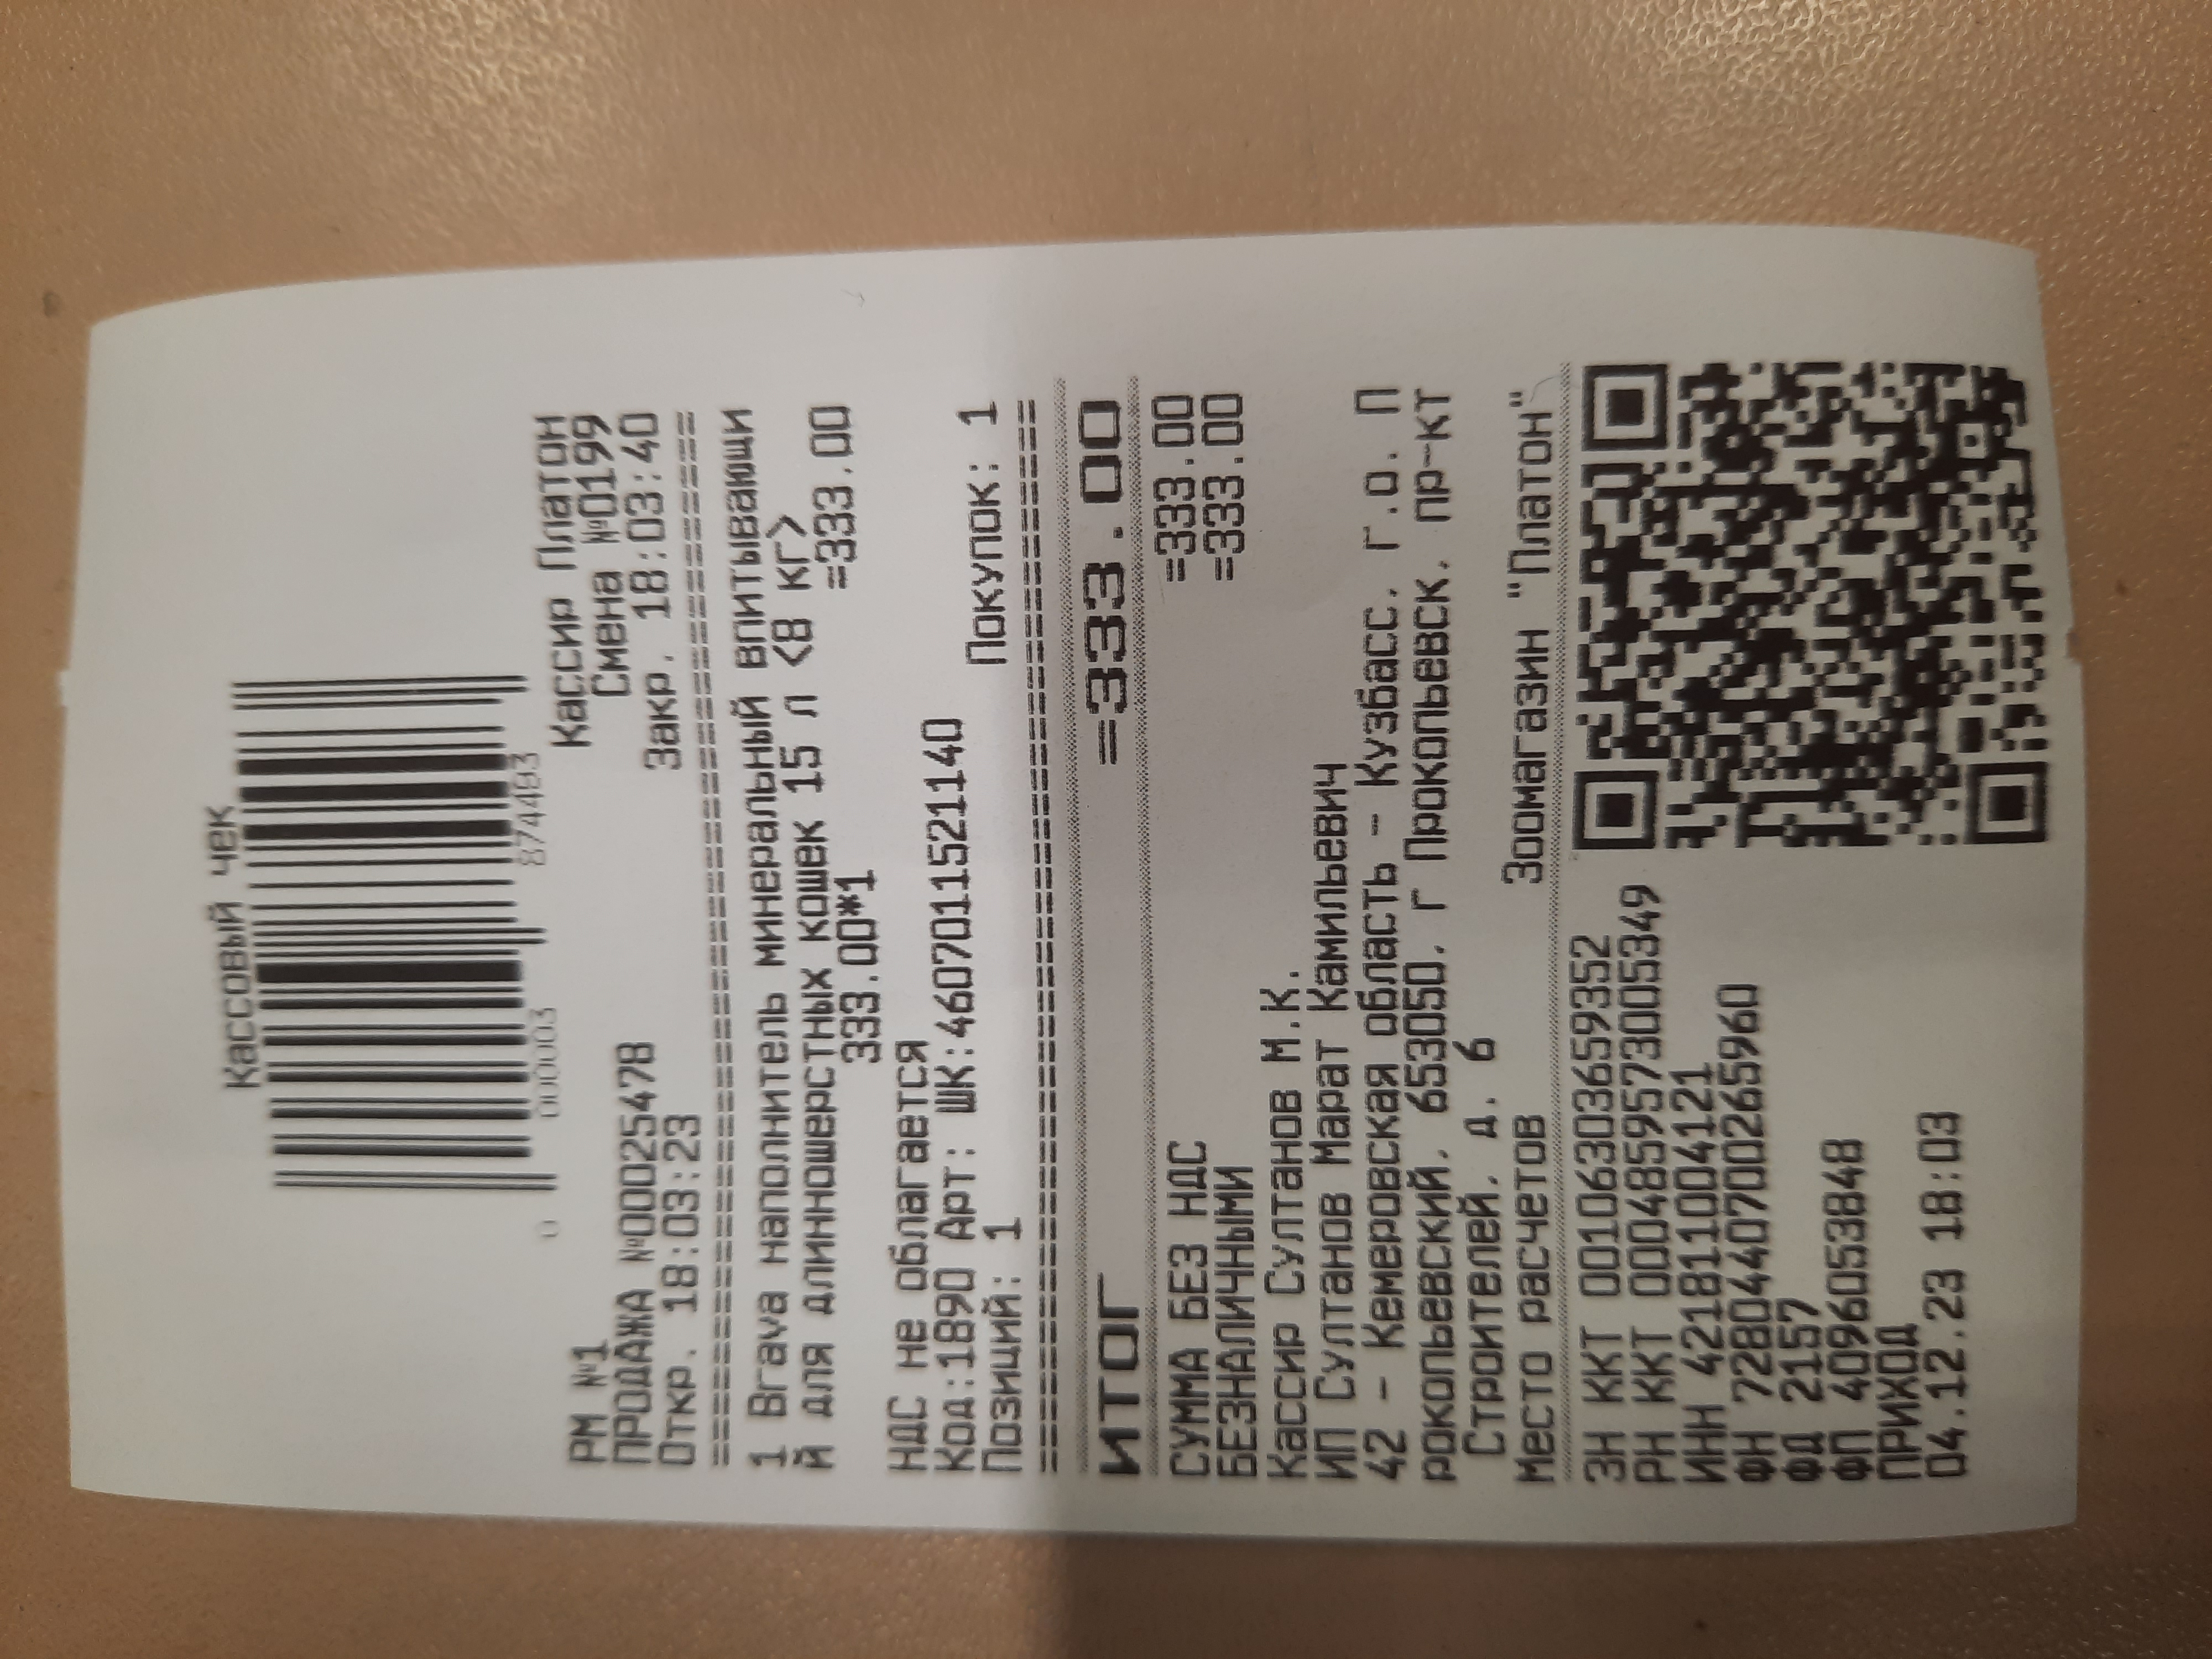 Кассовый чек
0 000003 874483
РМ №1 Кассир Платон
ПРОДАЖА №00025478 Смена №0199
Откр. 18:03:23 Закр. 18:03:40
1 Brava наполнитель минеральный впитывающи
й для длинношерстных кошек 15 л <8 кг>
333.00*1 =333.00
НДС не облагается
Код:1890 Арт: ШК:4607011521140
Позиций: 1 Покупок: 1
ИТОГ =333.00
СУММА БЕЗ НДС =333.00
БЕЗНАЛИЧНЫМИ =333.00
Кассир Султанов М.К.
ИП Султанов Марат Камильевич
42 - Кемеровская область - Кузбасс. г.о. П
рокопьевский. 653050. г Прокопьевск. пр-кт
Строителей. д. 6
Место расчетов Зоомагазин "Платон"
ЗН ККТ 00106303659352
РН ККТ 0004859573005349
ИНН 421811004121
ФН 7280440700265960
ФД 2157
ФП 4096053848
ПРИХОД
04.12.23 18:03